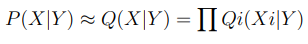 P(X|Y) ≈ Q(X|Y) = ∏ Qi(Xi|Y)